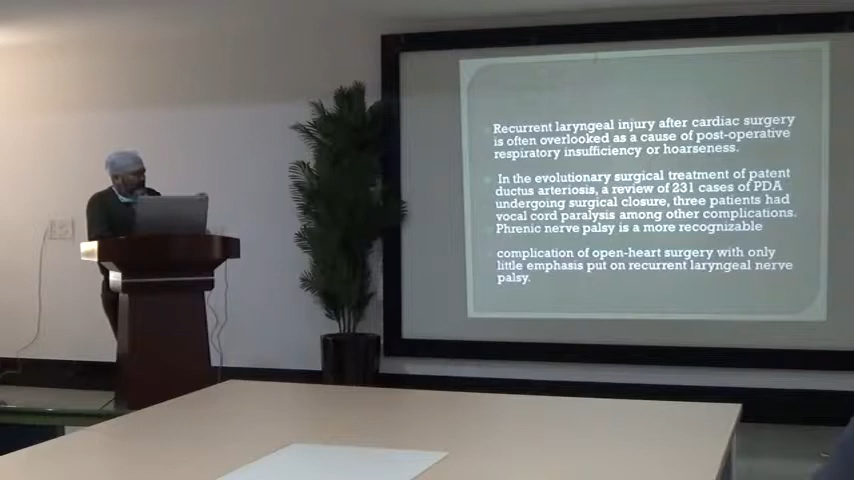 Recurrent laryngeal injury after cardiac surgery
is often overlooked as a cause of post-operative
respiratory insufficiency or hoarseness.
In the evolutionary surgical treatment of patent
ductus arteriosis, a review of 231 cases of PDA
undergoing surgical closure, three patients had
vocal cord paralysis among other complications.
Phrenic nerve palsy is a more recognizable
complication of open-heart surgery with only
little emphasis put on recurrent laryngeal nerve
palsy.